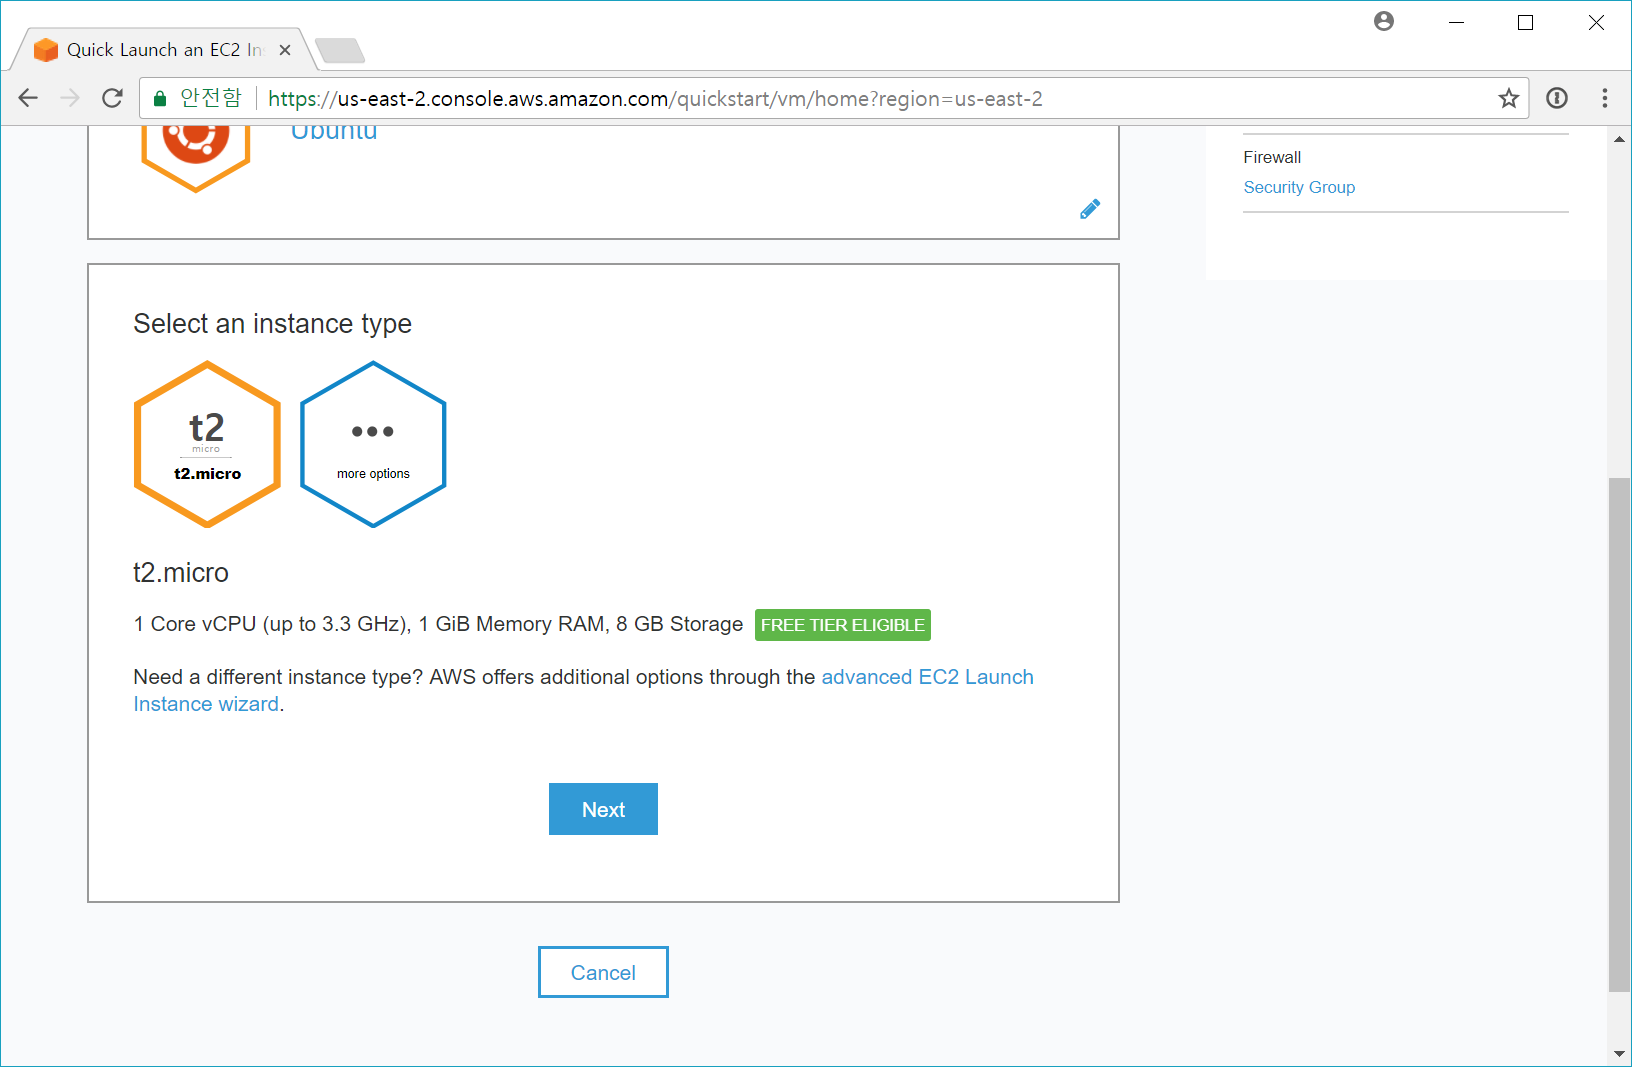 Quick Launch an EC2 In
안전함 https://us-east-2.console.aws.amazon.com/quickstart/vm/home?region=us-east-2
Ubuntu
Firewall
Security Group
Select an instance type
t2
micro
t2.micro
more options
t2.micro
1 Core vCPU (up to 3.3 GHz), 1 GiB Memory RAM, 8 GB Storage FREE TIER ELIGIBLE
Need a different instance type? AWS offers additional options through the advanced EC2 Launch
Instance wizard.
Next
Cancel